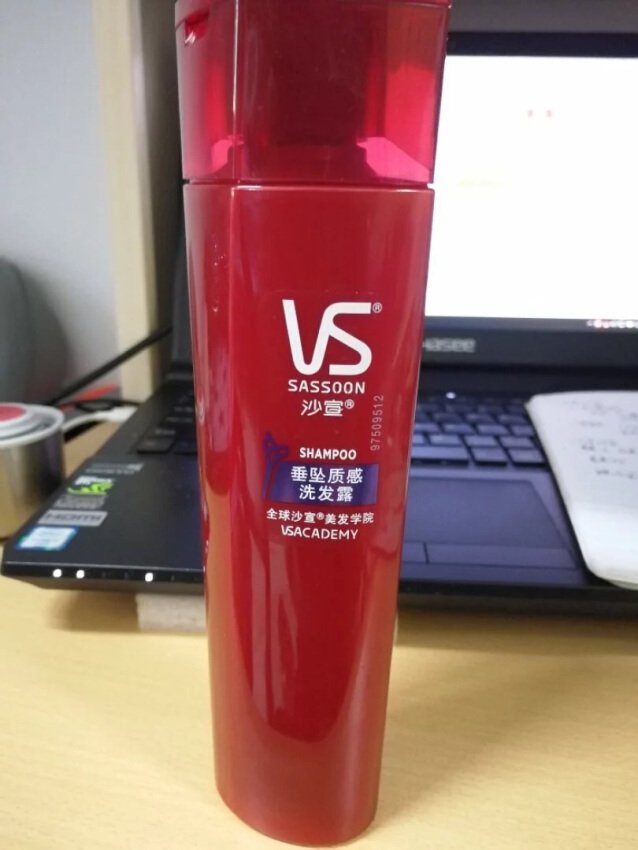 VS®
SASSOON
沙宣®
97509512
SHAMPOO
垂坠质感
洗发露
全球沙宣®美发学院
VSACADEMY
Hasee